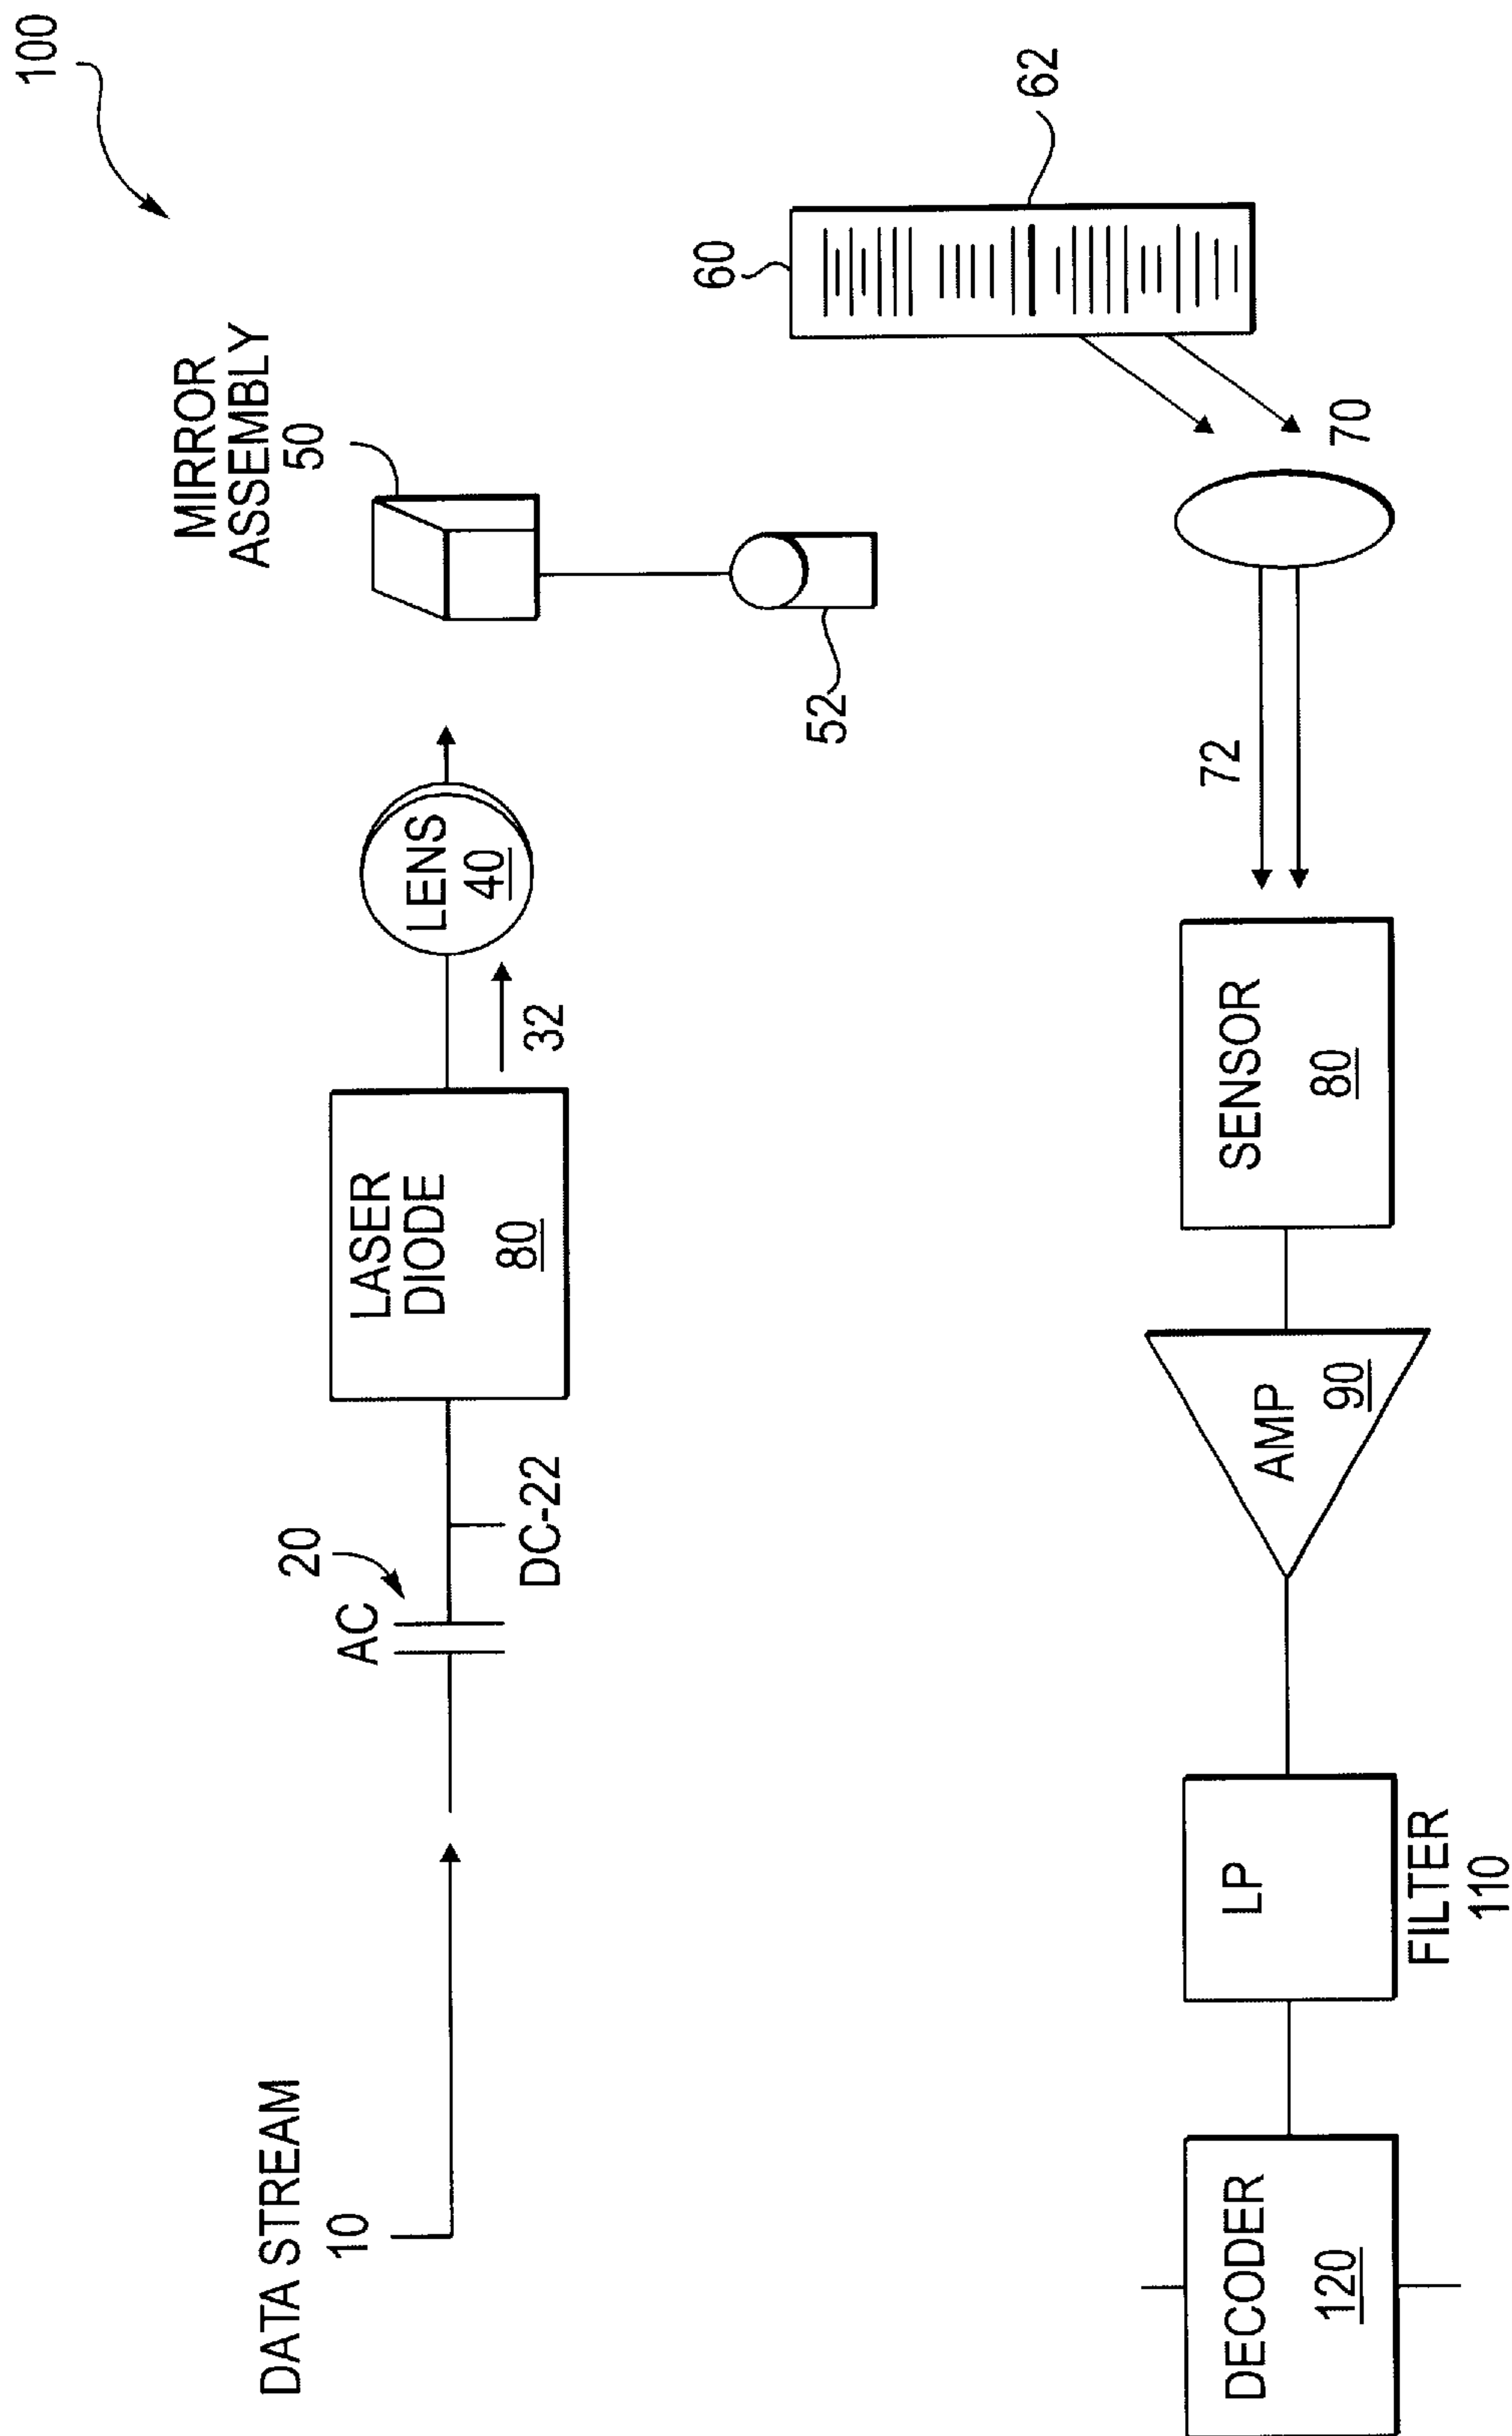 100
MIRROR
ASSEMBLY
50
DATA STREAM
10
AC
20
DC-22
LASER
DIODE
80
32
LENS
40
52
60
62
70
72
SENSOR
80
AMP
90
LP
FILTER
110
DECODER
120